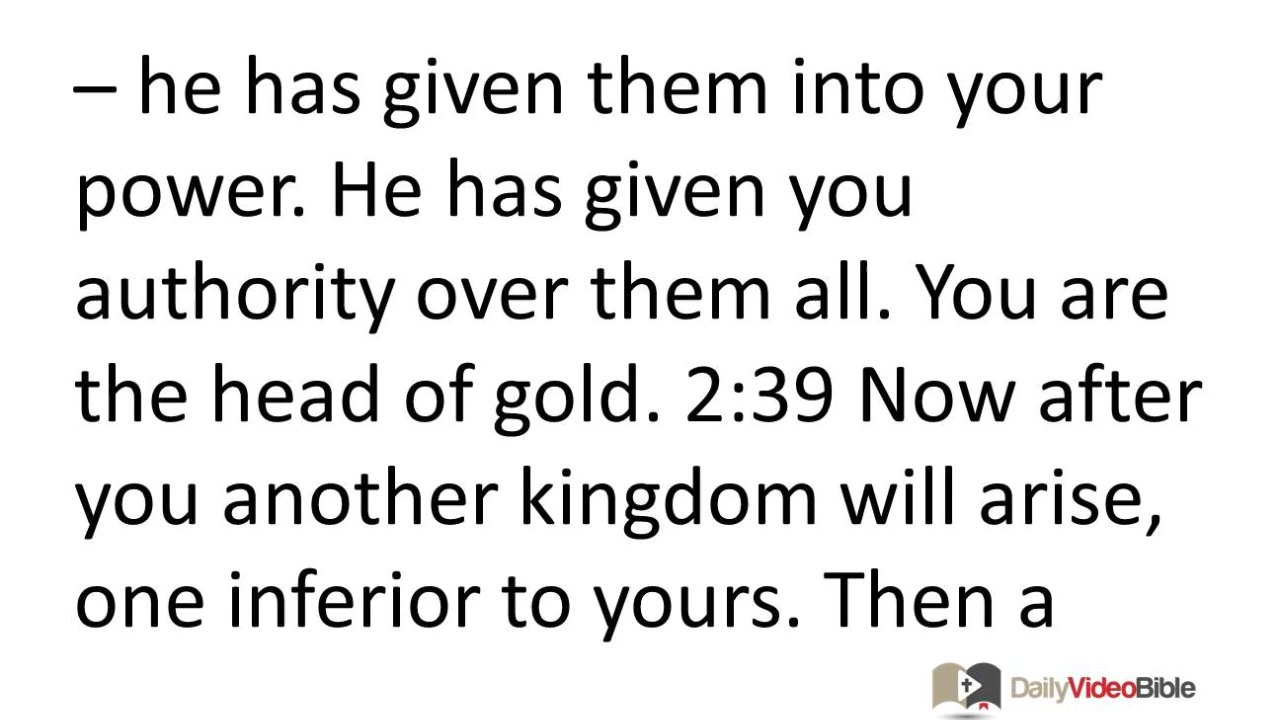 – he has given them into your
power. He has given you
authority over them all. You are
the head of gold. 2:39 Now after
you another kingdom will arise,
one inferior to yours. Then a
DailyVideoBible